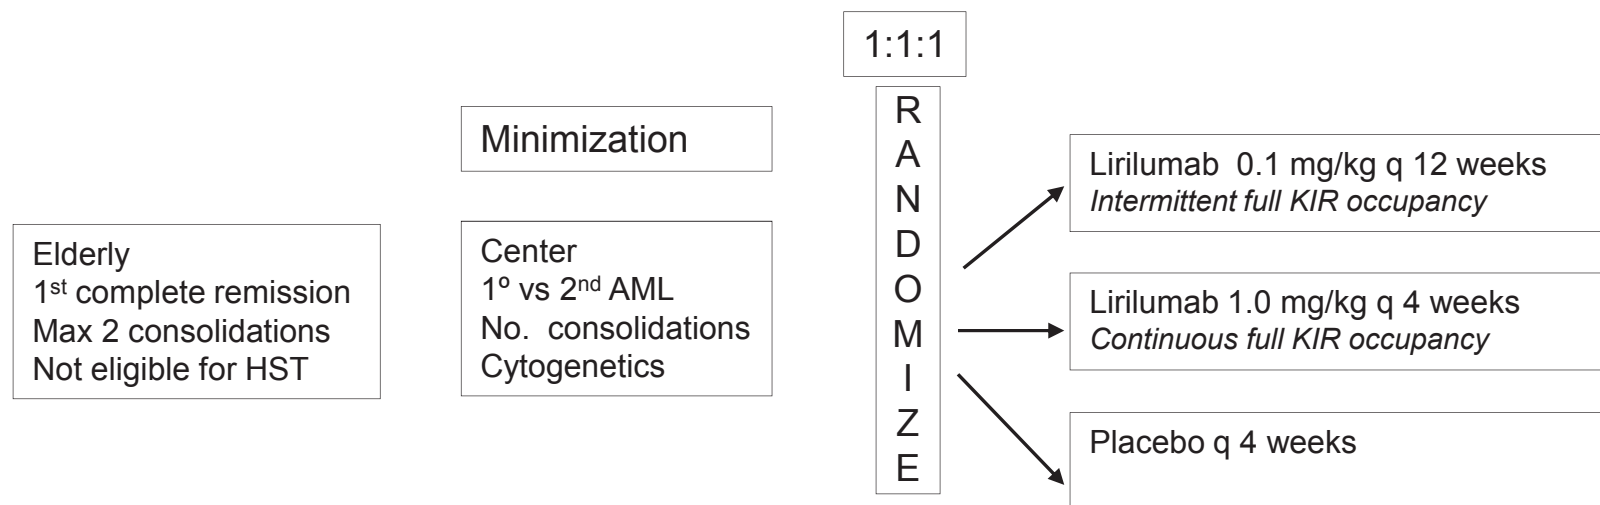 1:1:1
Minimization
Elderly
1st complete remission
Max 2 consolidations
Not eligible for HST
Center
1º vs 2nd AML
No. consolidations
Cytogenetics
RANDOMIZE
Lirilumab 0.1 mg/kg q 12 weeks
Intermittent full KIR occupancy
Lirilumab 1.0 mg/kg q 4 weeks
Continuous full KIR occupancy
Placebo q 4 weeks